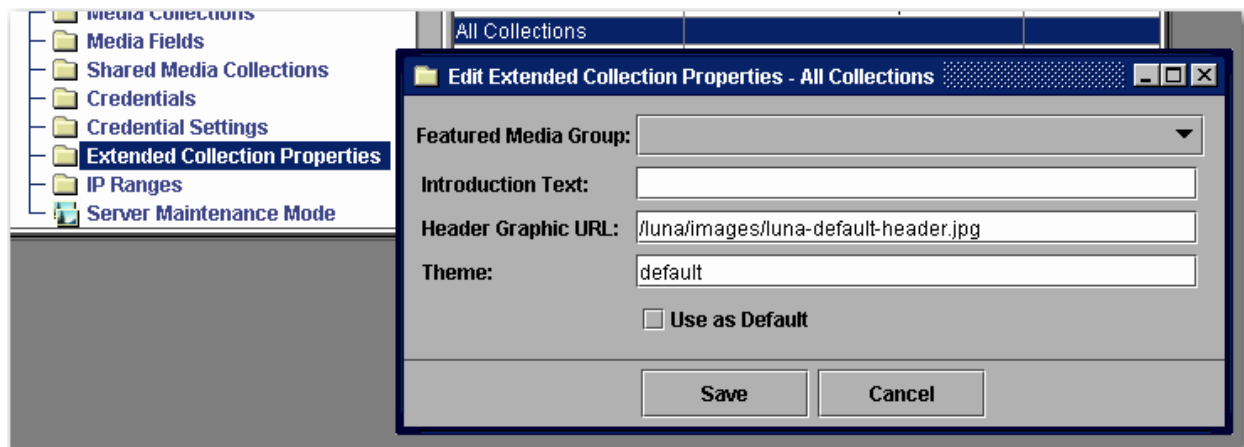 Media Collections
Media Fields
Shared Media Collections
Credentials
Credential Settings
Extended Collection Properties
IP Ranges
Server Maintenance Mode
All Collections
Edit Extended Collection Properties - All Collections
Featured Media Group:
Introduction Text:
Header Graphic URL: /luna/images/luna-default-header.jpg
Theme: default
Use as Default
Save Cancel